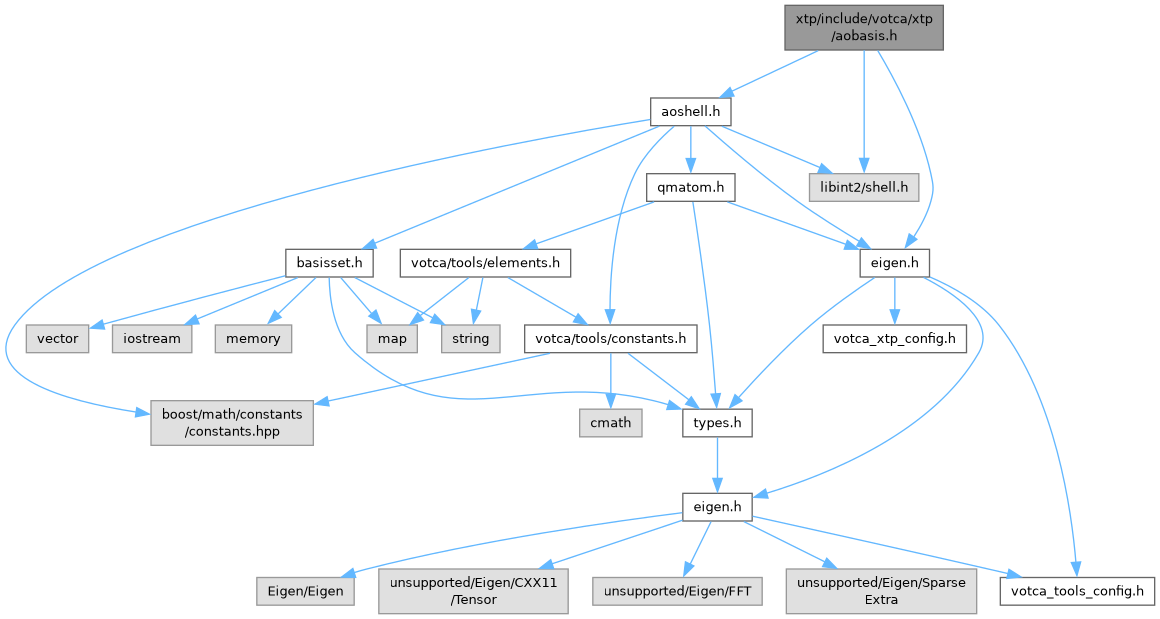 xtp/include/votca/xtp
/aobasis.h
aoshell.h
qmatom.h
libint2/shell.h
basisset.h
votca/tools/elements.h
eigen.h
vector
iostream
memory
map
string
votca/tools/constants.h
votca_xtp_config.h
boost/math/constants
/constants.hpp
cmath
types.h
eigen.h
Eigen/Eigen
unsupported/Eigen/CXX11
/Tensor
unsupported/Eigen/FFT
unsupported/Eigen/Sparse
Extra
votca_tools_config.h